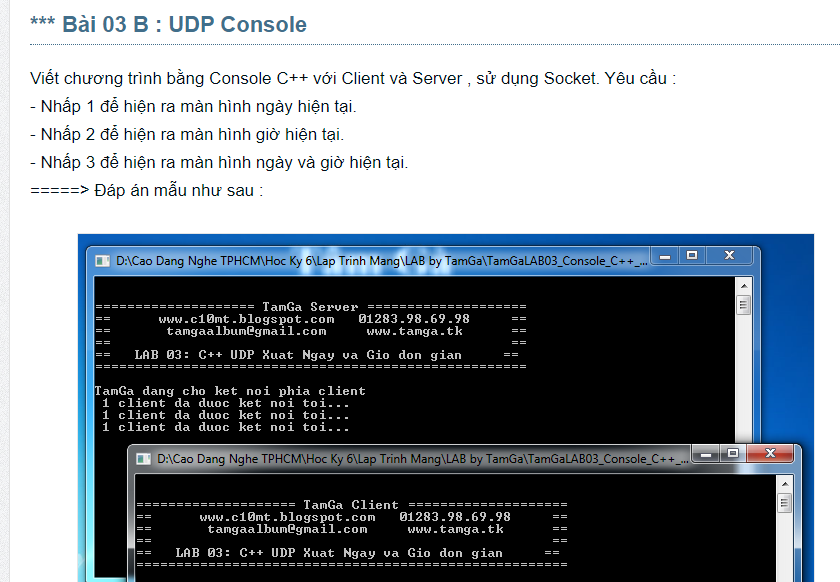 *** Bài 03 B : UDP Console
Viết chương trình bằng Console C++ với Client và Server , sử dụng Socket. Yêu cầu :
- Nhấp 1 để hiện ra màn hình ngày hiện tại.
- Nhấp 2 để hiện ra màn hình giờ hiện tại.
- Nhấp 3 để hiện ra màn hình ngày và giờ hiện tại.
=====> Đáp án mẫu như sau :
D:\Cao Dang Nghe TPHCM\Hoc Ky 6\Lap Trinh Mang\LAB by TamGa\TamGaLAB03_Console_C++_...
==================== TamGa Server ====================
== www.c10mt.blogspot.com 01283.98.69.98 ==
== tamgaalbum@gmail.com www.tamga.tk ==
== ==
== LAB 03: C++ UDP Xuat Ngay va Gio don gian ==
======================================================
TamGa dang cho ket noi phia client
1 client da duoc ket noi toi...
1 client da duoc ket noi toi...
1 client da duoc ket noi toi...
D:\Cao Dang Nghe TPHCM\Hoc Ky 6\Lap Trinh Mang\LAB by TamGa\TamGaLAB03_Console_C++_...
==================== TamGa Client ====================
== www.c10mt.blogspot.com 01283.98.69.98 ==
== tamgaalbum@gmail.com www.tamga.tk ==
== ==
== LAB 03: C++ UDP Xuat Ngay va Gio don gian ==
======================================================